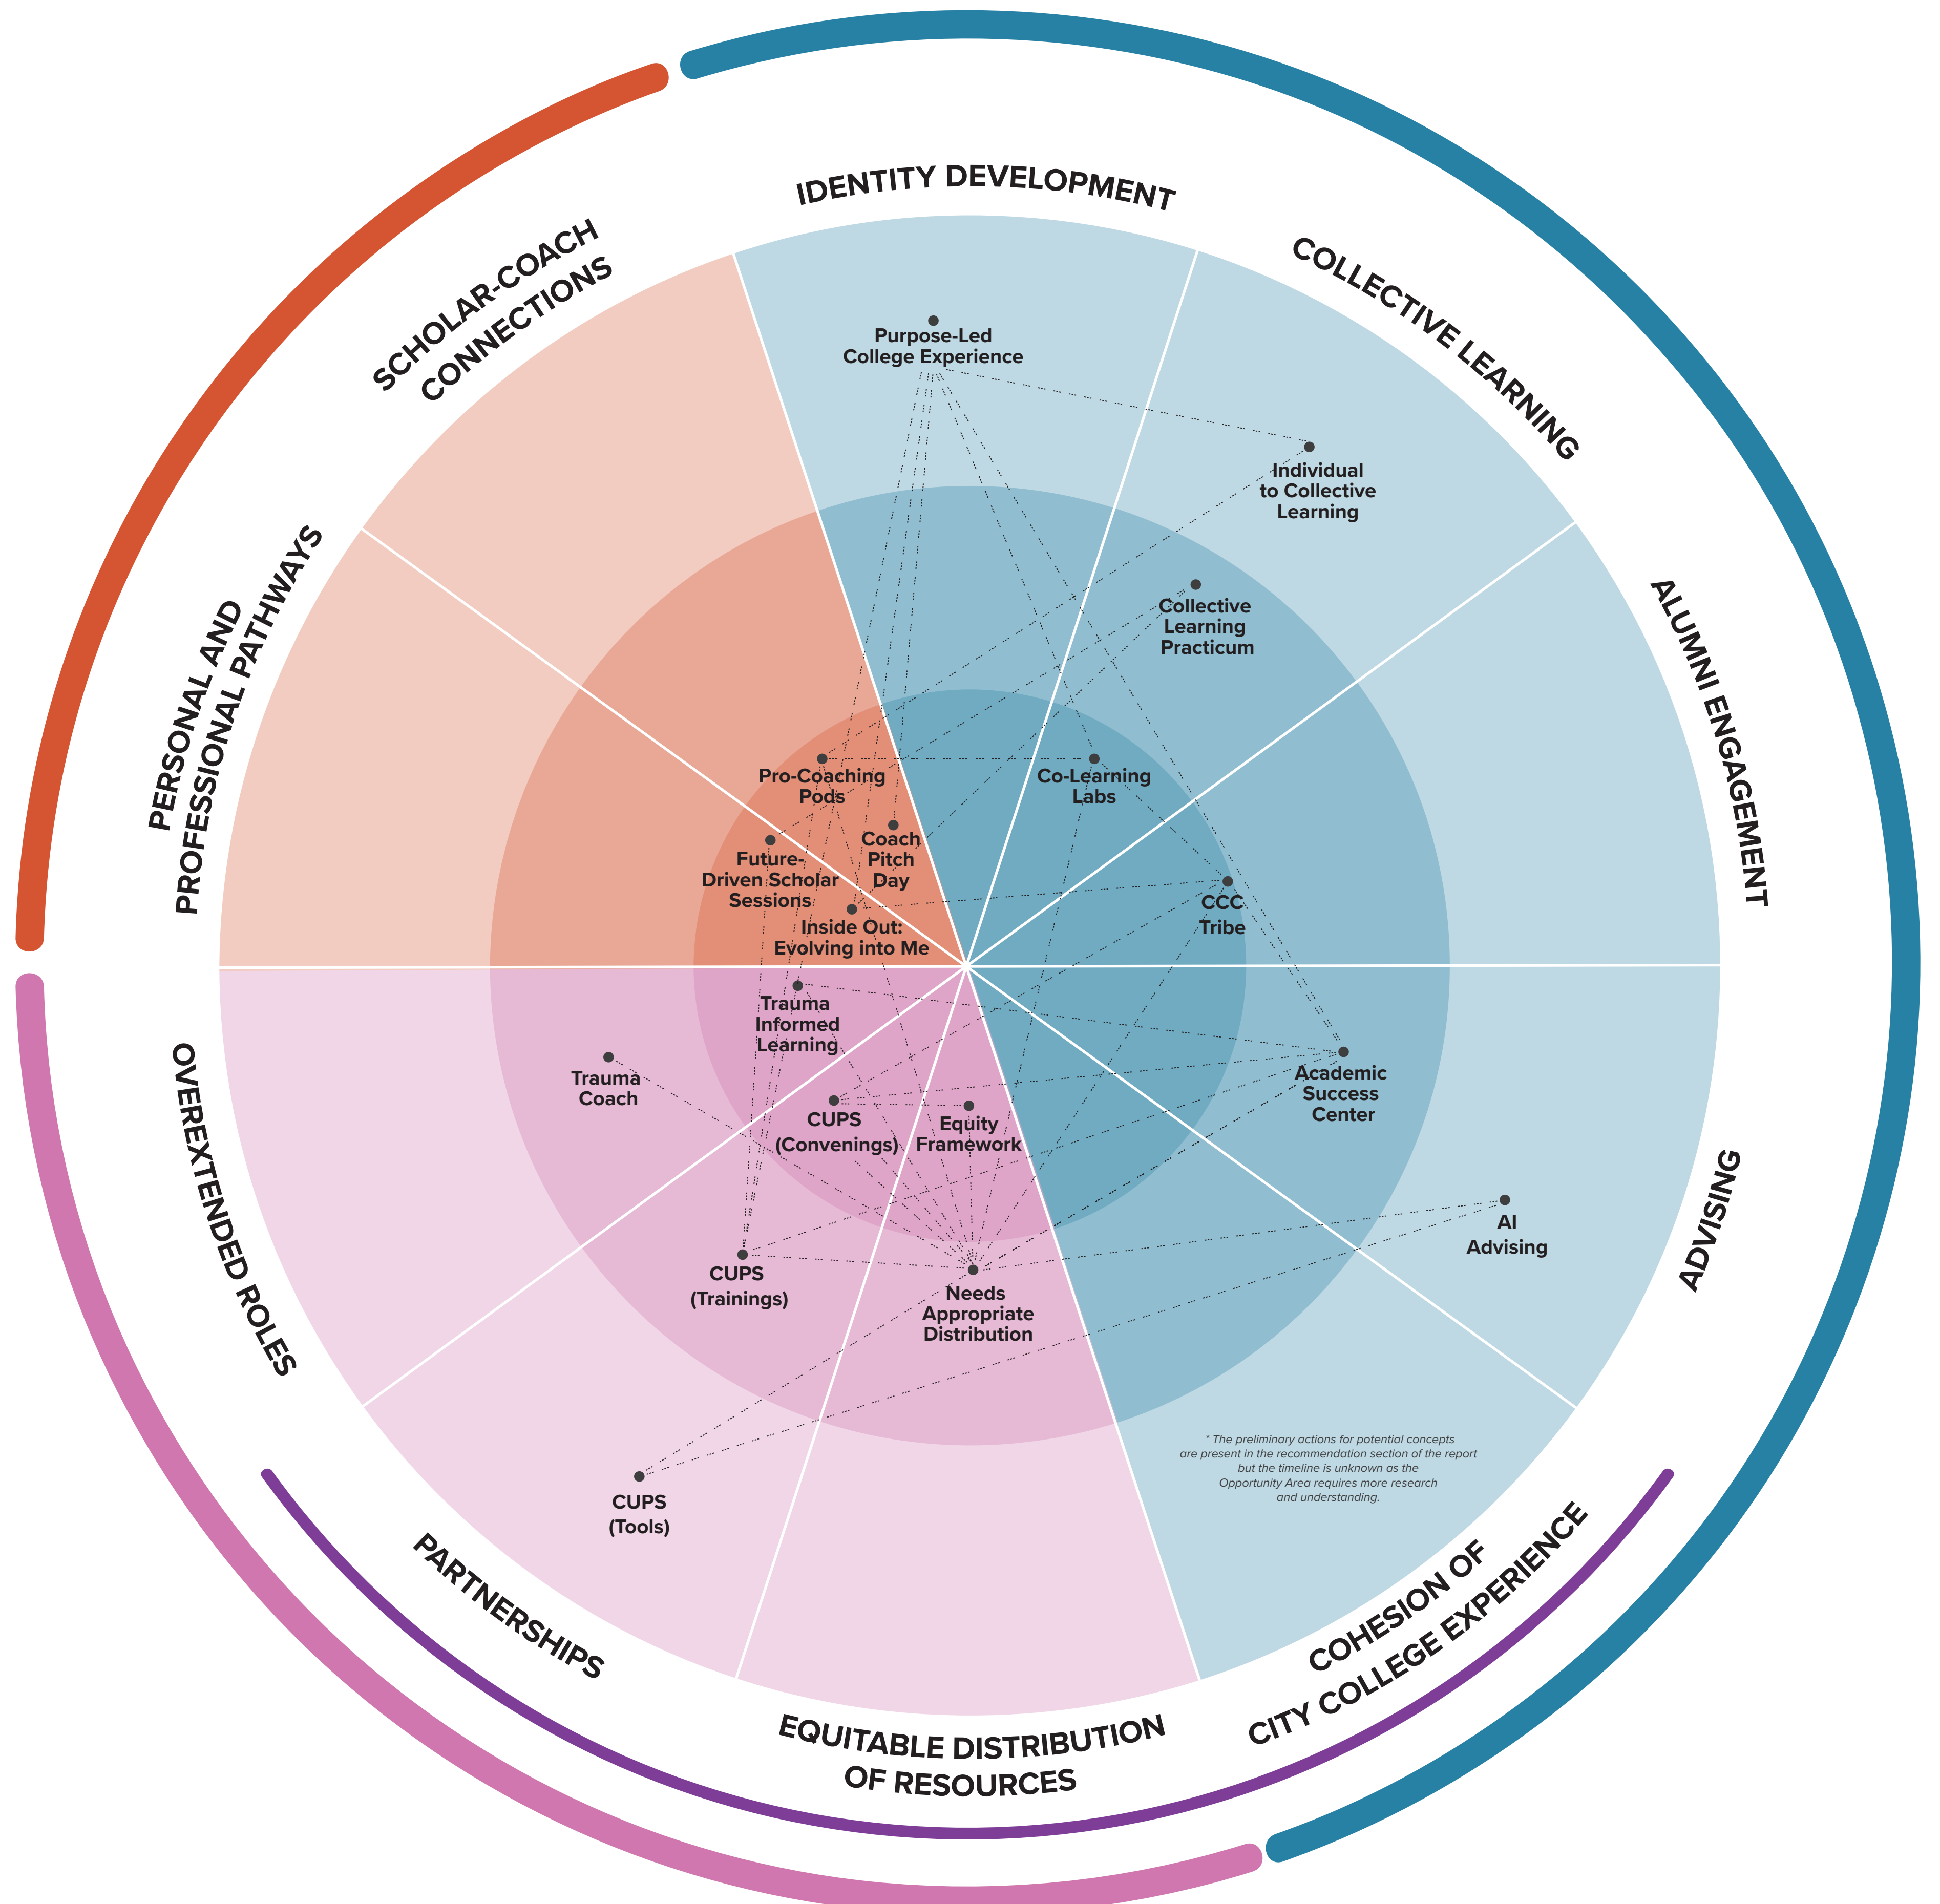 IDENTITY DEVELOPMENT
SCHOLAR-COACH
CONNECTIONS
COLLECTIVE LEARNING
PERSONAL AND
PROFESSIONAL PATHWAYS
ALUMNI ENGAGEMENT
Purpose-Led
College Experience
Individual
to Collective
Learning
Collective
Learning
Practicum
Pro-Coaching
Pods
Co-Learning
Labs
Coach
Pitch
Day
Future-
Driven Scholar
Sessions
CCC
Tribe
Inside Out:
Evolving into Me
Trauma
Informed
Learning
Trauma
Coach
Academic
Success
Center
CUPS
(Convenings)
Equity
Framework
AI
Advising
CUPS
(Trainings)
Needs
Appropriate
Distribution
CUPS
(Tools)
* The preliminary actions for potential concepts
are present in the recommendation section of the report
but the timeline is unknown as the
Opportunity Area requires more research
and understanding.
OVEREXTENDED ROLES
ADVISING
PARTNERSHIPS
COHESION OF
CITY COLLEGE EXPERIENCE
EQUITABLE DISTRIBUTION
OF RESOURCES